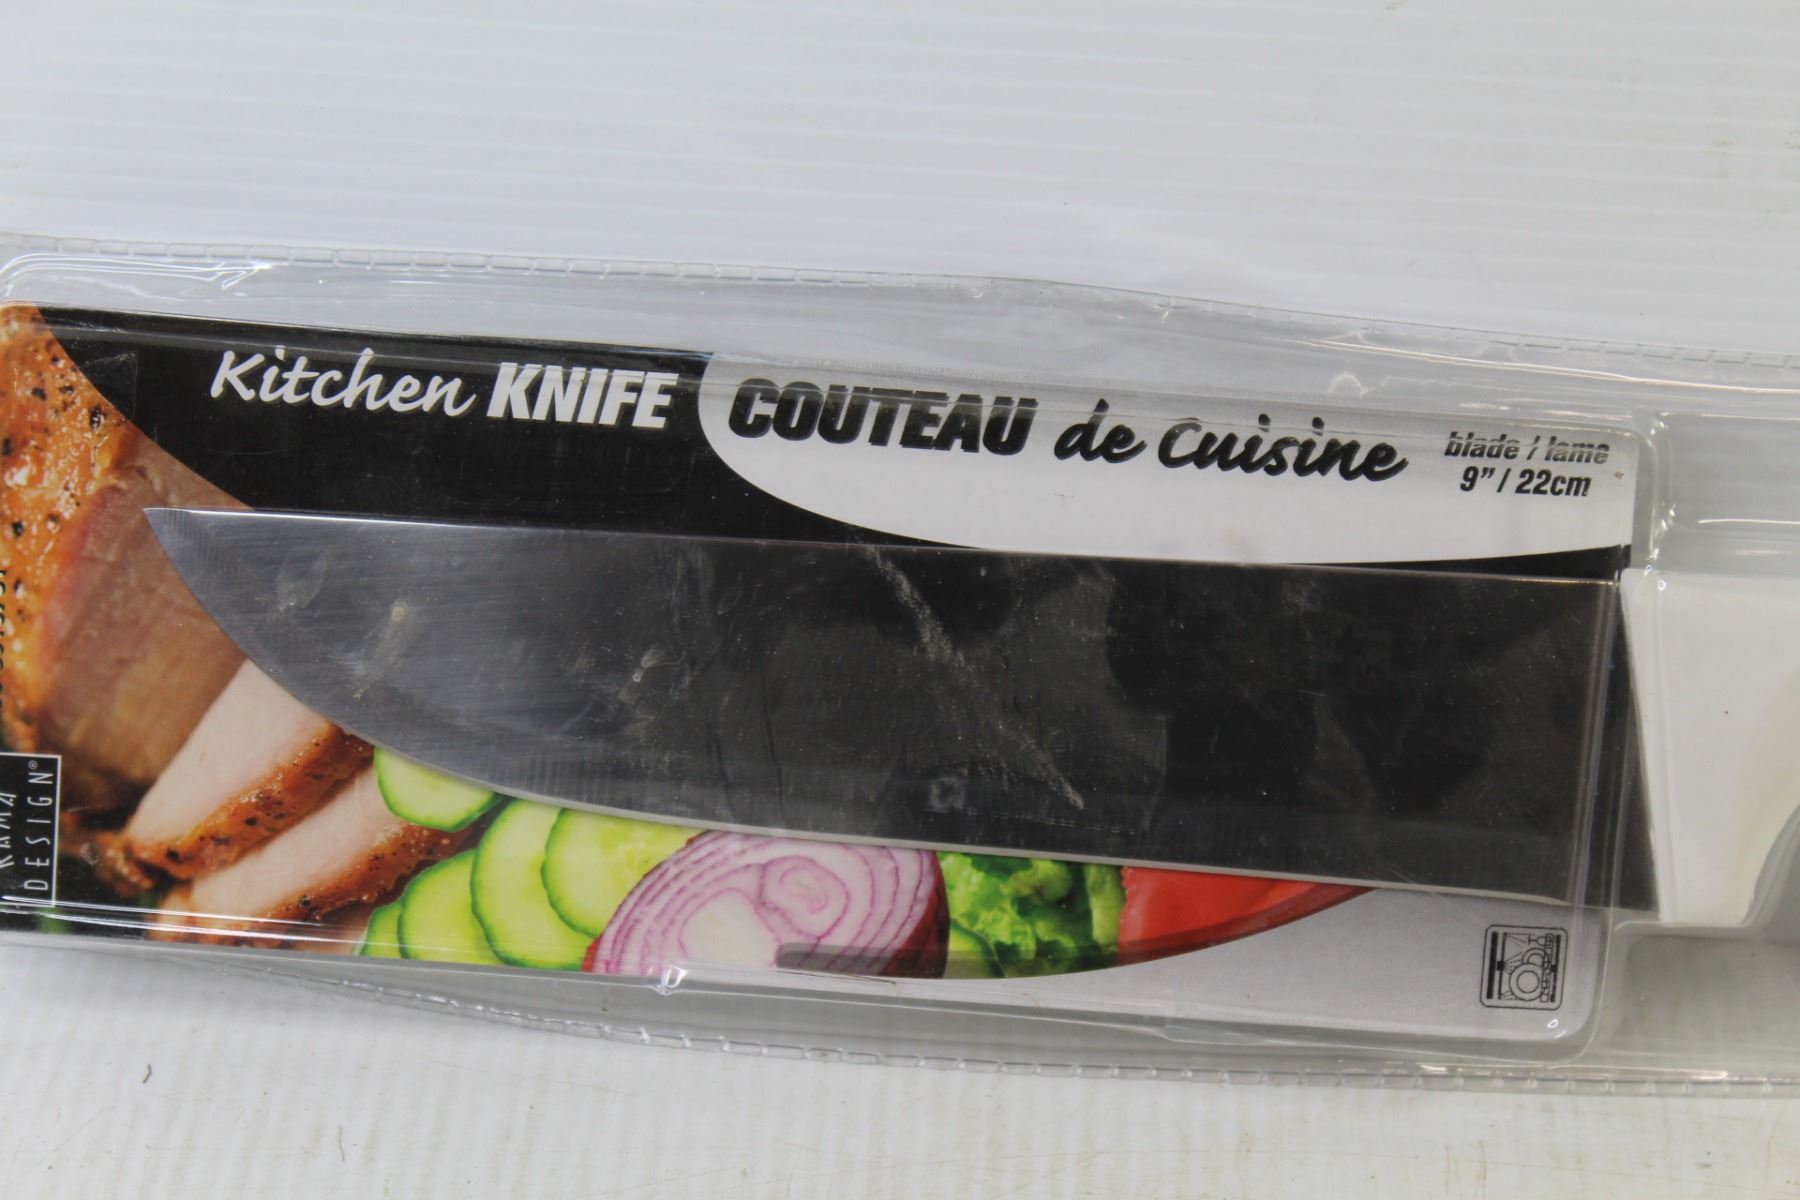 Kitchen KNIFE
COUTEAU de Cuisine
blade / lame
9" / 22cm
DESIGN®